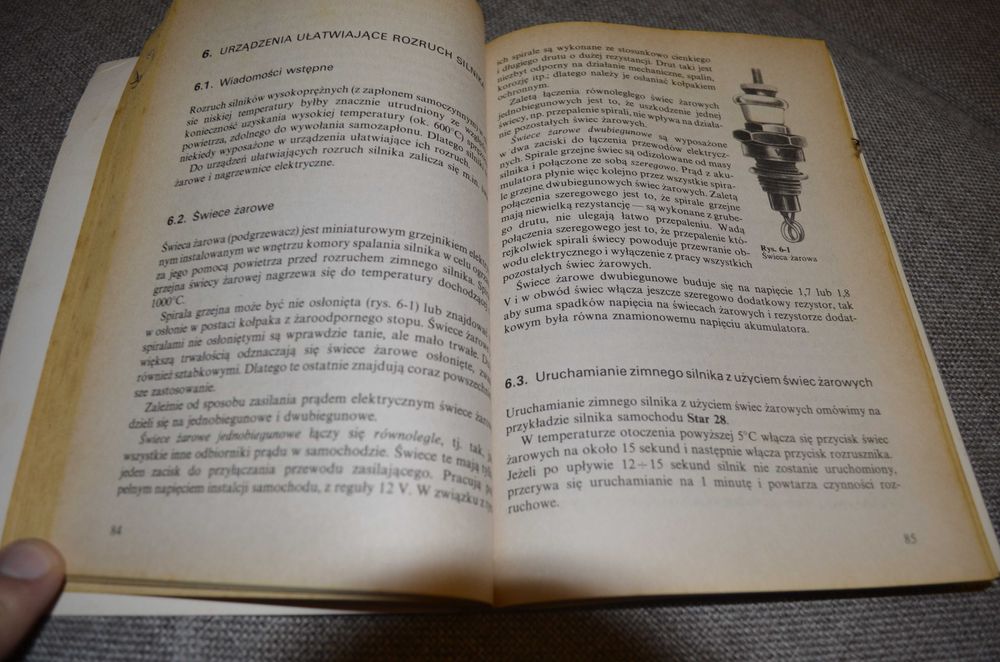 6. URZĄDZENIA UŁATWIAJĄCE ROZRUCH SILNIKA
6.1. Wiadomości wstępne
Rozruch silników wysokoprężnych (z zapłonem samoczynnym) w
sie niskiej temperatury byłby znacznie utrudniony ze wzglę
konieczność uzyskania wysokiej temperatury (ok. 600°C) spręż
powietrza, zdolnego do wywołania samozapłonu. Dlatego silniki
niekiedy wyposażone w urządzenia ułatwiające ich rozruch.
Do urządzeń ułatwiających rozruch silnika zalicza się m.in.
żarowe i nagrzewnice elektryczne.
6.2. Świece żarowe
Świeca żarowa (podgrzewacz) jest miniaturowym grzejnikiem elektry
nym instalowanym we wnętrzu komory spalania silnika w celu ogrz
za jego pomocą powietrza przed rozruchem zimnego silnika. Spir
grzejna świecy żarowej nagrzewa się do temperatury dochodzącej
1000°C.
Spirala grzejna może być nie osłonięta (rys. 6-1) lub znajdować
w osłonie w postaci kołpaka z żaroodpornego stopu. Świece żarowe
spiralami nie osłoniętymi są wprawdzie tanie, ale mało trwałe. Du
większą trwałością odznaczają się świece żarowe osłonięte, zw
również sztabkowymi. Dlatego te ostatnie znajdują coraz powszech
sze zastosowanie.
Zależnie od sposobu zasilania prądem elektrycznym świece żaro
dzieli się na jednobiegunowe i dwubiegunowe.
Świece żarowe jednobiegunowe łączy się równolegle, tj. tak, j
wszystkie inne odbiorniki prądu w samochodzie. Świece te mają tyl
jeden zacisk do przyłączania przewodu zasilającego. Pracują p
pełnym napięciem instalcji samochodu, z reguły 12 V. W związku z
84
ich spirale są wykonane ze stosunkowo cienkiego
i długiego drutu o dużej rezystancji. Drut taki jest
niezbyt odporny na działanie mechaniczne, spalin,
korozję itp.; dlatego należy je osłaniać kołpakiem
ochronnym.
Zaletą łączenia równoległego świec żarowych
jednobiegunowych jest to, że uszkodzenie jednej
świecy, np. przepalenie spirali, nie wpływa na działa-
nie pozostałych świec żarowych.
Świece żarowe dwubiegunowe są wyposażone
w dwa zaciski do łączenia przewodów elektrycz-
nych. Spirale grzejne świec są odizolowane od masy
silnika i połączone ze sobą szeregowo. Prąd z aku-
mulatora płynie więc kolejno przez wszystkie spira-
le grzejne dwubiegunowych świec żarowych. Zaletą
połączenia szeregowego jest to, że spirale grzejne
mają niewielką rezystancję — są wykonane z grube-
go drutu, nie ulegają łatwo przepaleniu. Wadą
połączenia szeregowego jest to, że przepalenie któ-
rejkolwiek spirali świecy powoduje przerwanie ob-
wodu elektrycznego i wyłączenie z pracy wszystkich
pozostałych świec żarowych.
Rys. 6-1
Świeca żarowa
Świece żarowe dwubiegunowe buduje się na napięcie 1,7 lub 1,8
V i w obwód świec włącza jeszcze szeregowo dodatkowy rezystor, tak
aby suma spadków napięcia na świecach żarowych i rezystorze dodat-
kowym była równa znamionowemu napięciu akumulatora.
6.3. Uruchamianie zimnego silnika z użyciem świec żarowych
Uruchamianie zimnego silnika z użyciem świec żarowych omówimy na
przykładzie silnika samochodu Star 28.
W temperaturze otoczenia powyższej 5°C włącza się przycisk świec
żarowych na około 15 sekund i następnie włącza przycisk rozrusznika.
Jeżeli po upływie 12÷15 sekund silnik nie zostanie uruchomiony,
przerywa się uruchamianie na 1 minutę i powtarza czynności roz-
ruchowe.
85